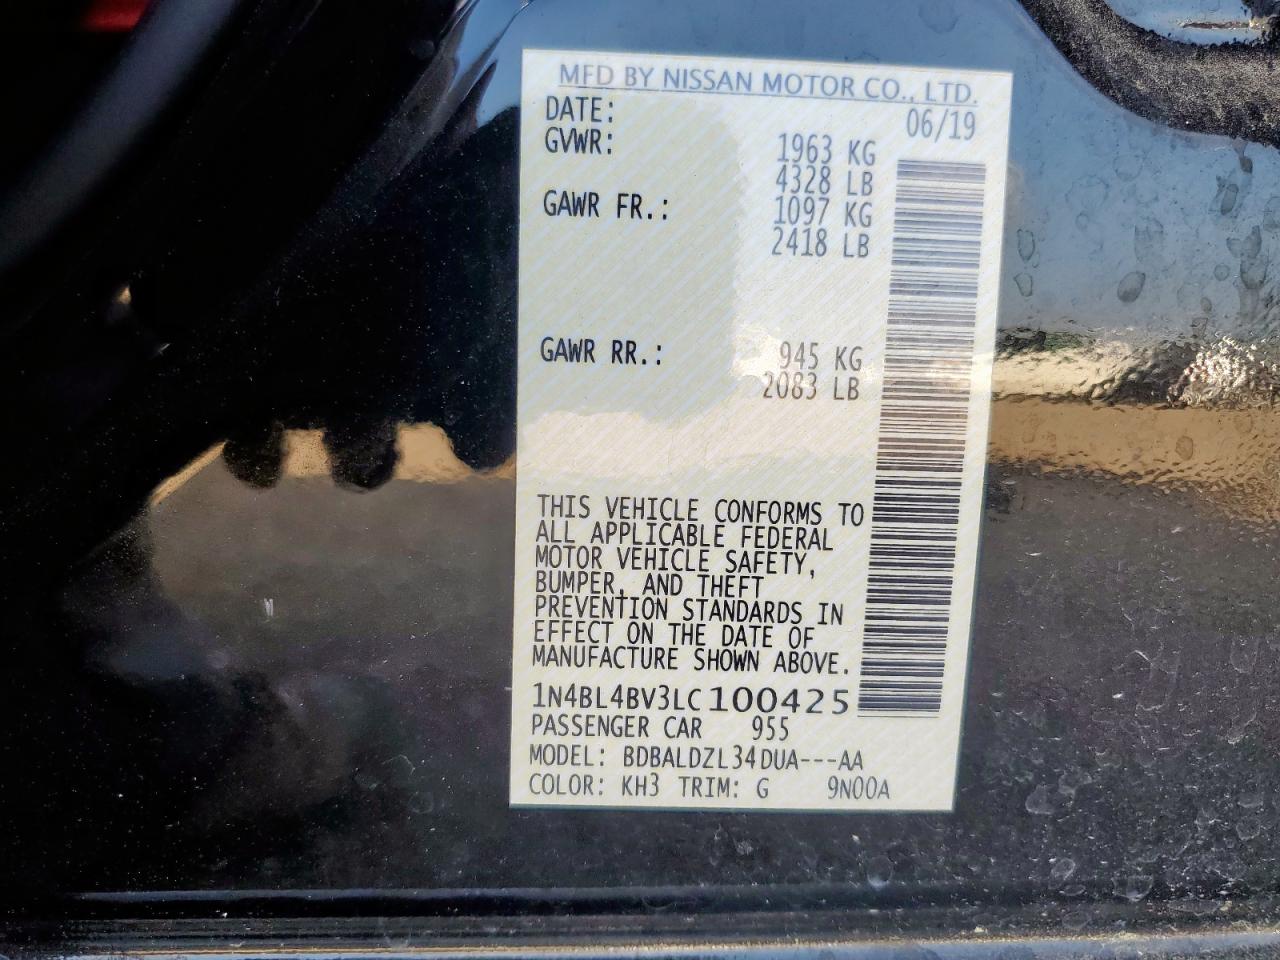 MFD BY NISSAN MOTOR CO., LTD.
DATE: 06/19
GVWR: 1963 KG
4328 LB
GAWR FR.: 1097 KG
2418 LB
GAWR RR.: 945 KG
2083 LB
THIS VEHICLE CONFORMS TO
ALL APPLICABLE FEDERAL
MOTOR VEHICLE SAFETY,
BUMPER, AND THEFT
PREVENTION STANDARDS IN
EFFECT ON THE DATE OF
MANUFACTURE SHOWN ABOVE.
1N4BL4BV3LC100425
PASSENGER CAR 955
MODEL: BDBALDZL34DUA---AA
COLOR: KH3 TRIM: G 9N00A